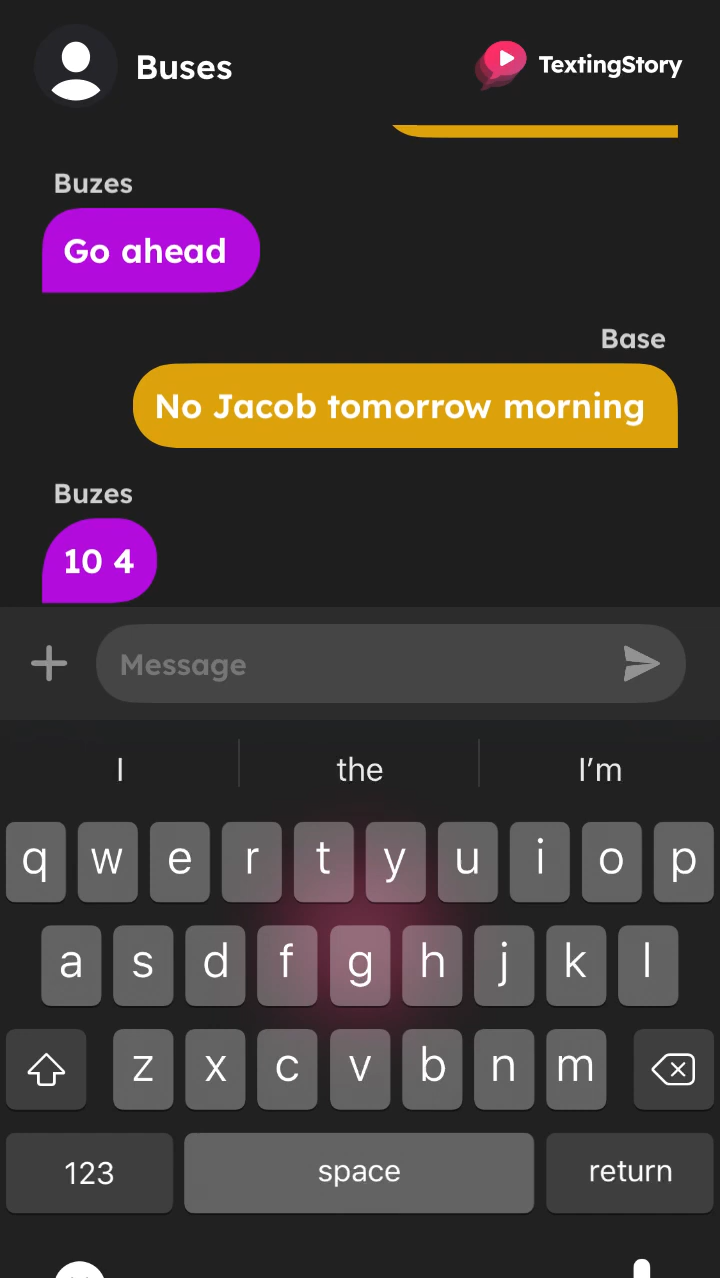 Buses
TextingStory
Buzes
Go ahead
Base
No Jacob tomorrow morning
Buzes
10 4
Message
I
the
I’m
q w e r t y u i o p
a s d f g h j k l
z x c v b n m
123 space return